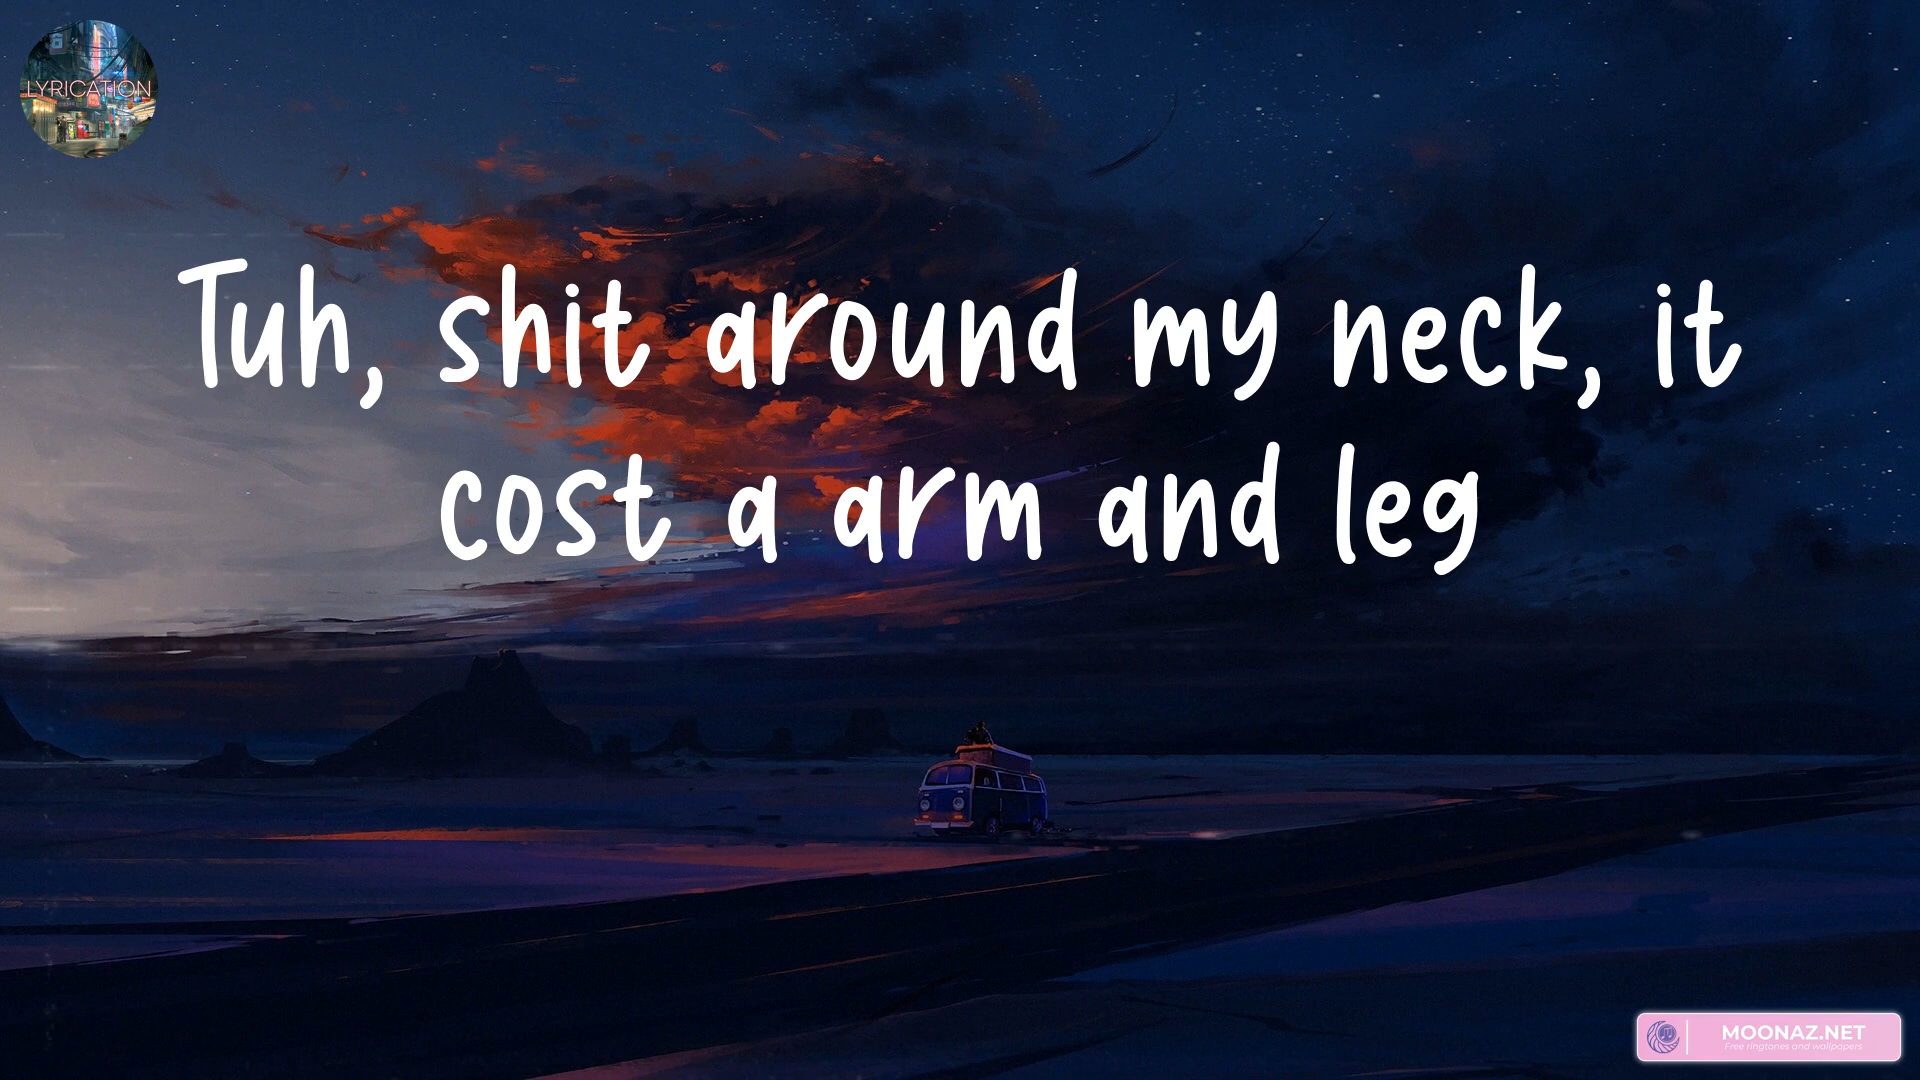 LYRICATION
Tuh, shit around my neck, it
cost a arm and leg
MOONAZ.NET
Free ringtones and wallpapers